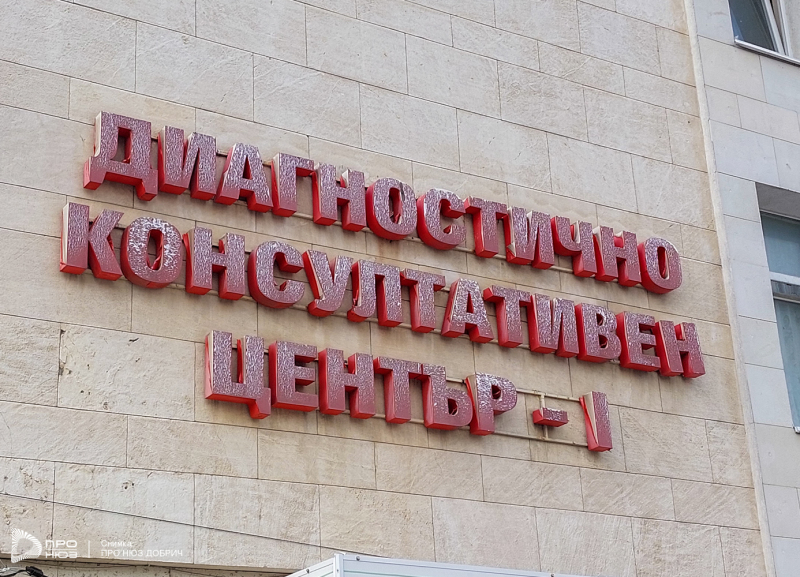 ДИАГНОСТИЧНО
КОНСУЛТАТИВЕН
ЦЕНТЪР - I
ПРО
НЮЗ
Снимка:
ПРО НЮЗ ДОБРИЧ